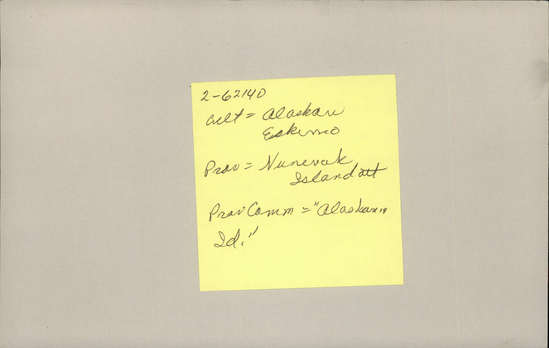 2-62140
Cult = Alaskan
Eskimo
Prov = Nunevak
Island att
Prov Comm = "Alaskan
Id."